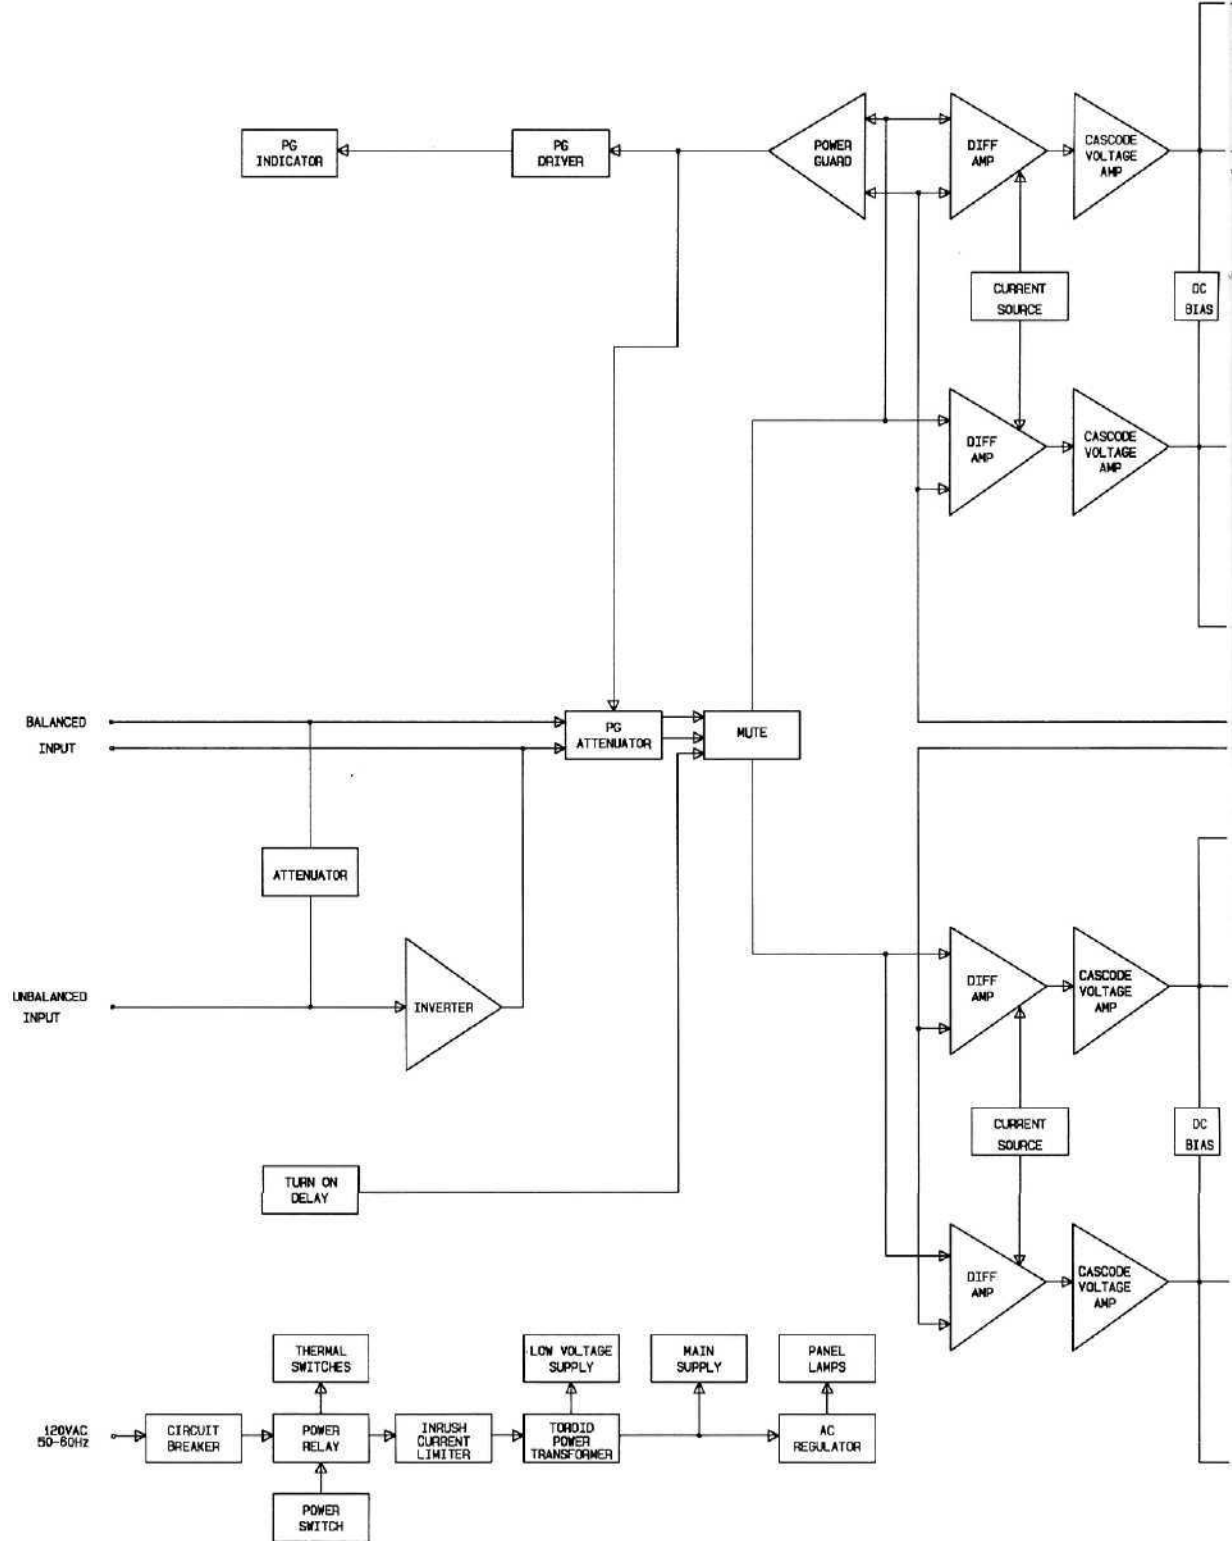 PG
INDICATOR
PG
DRIVER
POWER
GUARD
DIFF
AMP
CASCODE
VOLTAGE
AMP
CURRENT
SOURCE
DC
BIAS
DIFF
AMP
CASCODE
VOLTAGE
AMP
BALANCED
INPUT
PG
ATTENUATOR
MUTE
ATTENUATOR
UNBALANCED
INPUT
INVERTER
DIFF
AMP
CASCODE
VOLTAGE
AMP
CURRENT
SOURCE
DC
BIAS
TURN ON
DELAY
DIFF
AMP
CASCODE
VOLTAGE
AMP
THERMAL
SWITCHES
LOW VOLTAGE
SUPPLY
MAIN
SUPPLY
PANEL
LAMPS
120VAC
50-60Hz
CIRCUIT
BREAKER
POWER
RELAY
INRUSH
CURRENT
LIMITER
TOROID
POWER
TRANSFORMER
AC
REGULATOR
POWER
SWITCH